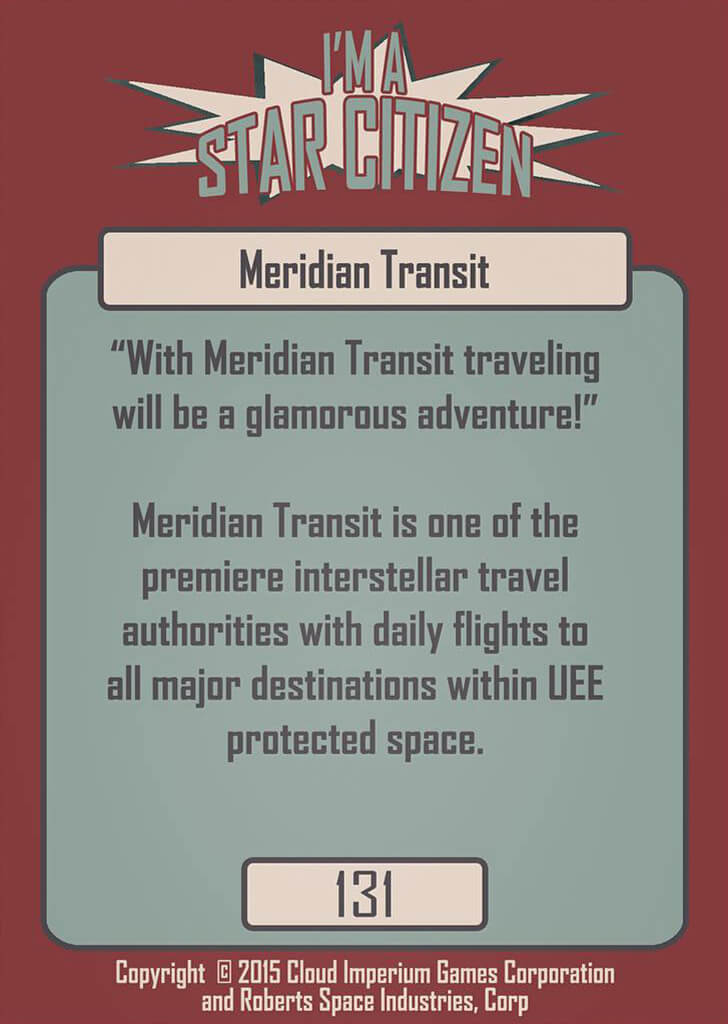 I'M A
STAR CITIZEN
Meridian Transit
“With Meridian Transit traveling
will be a glamorous adventure!”
Meridian Transit is one of the
premiere interstellar travel
authorities with daily flights to
all major destinations within UEE
protected space.
131
Copyright © 2015 Cloud Imperium Games Corporation
and Roberts Space Industries, Corp